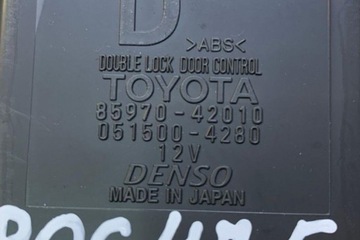 D
>ABS<
DOUBLE LOCK DOOR CONTROL
TOYOTA
85970-42010
051500-4280
12V
DENSO
MADE IN JAPAN